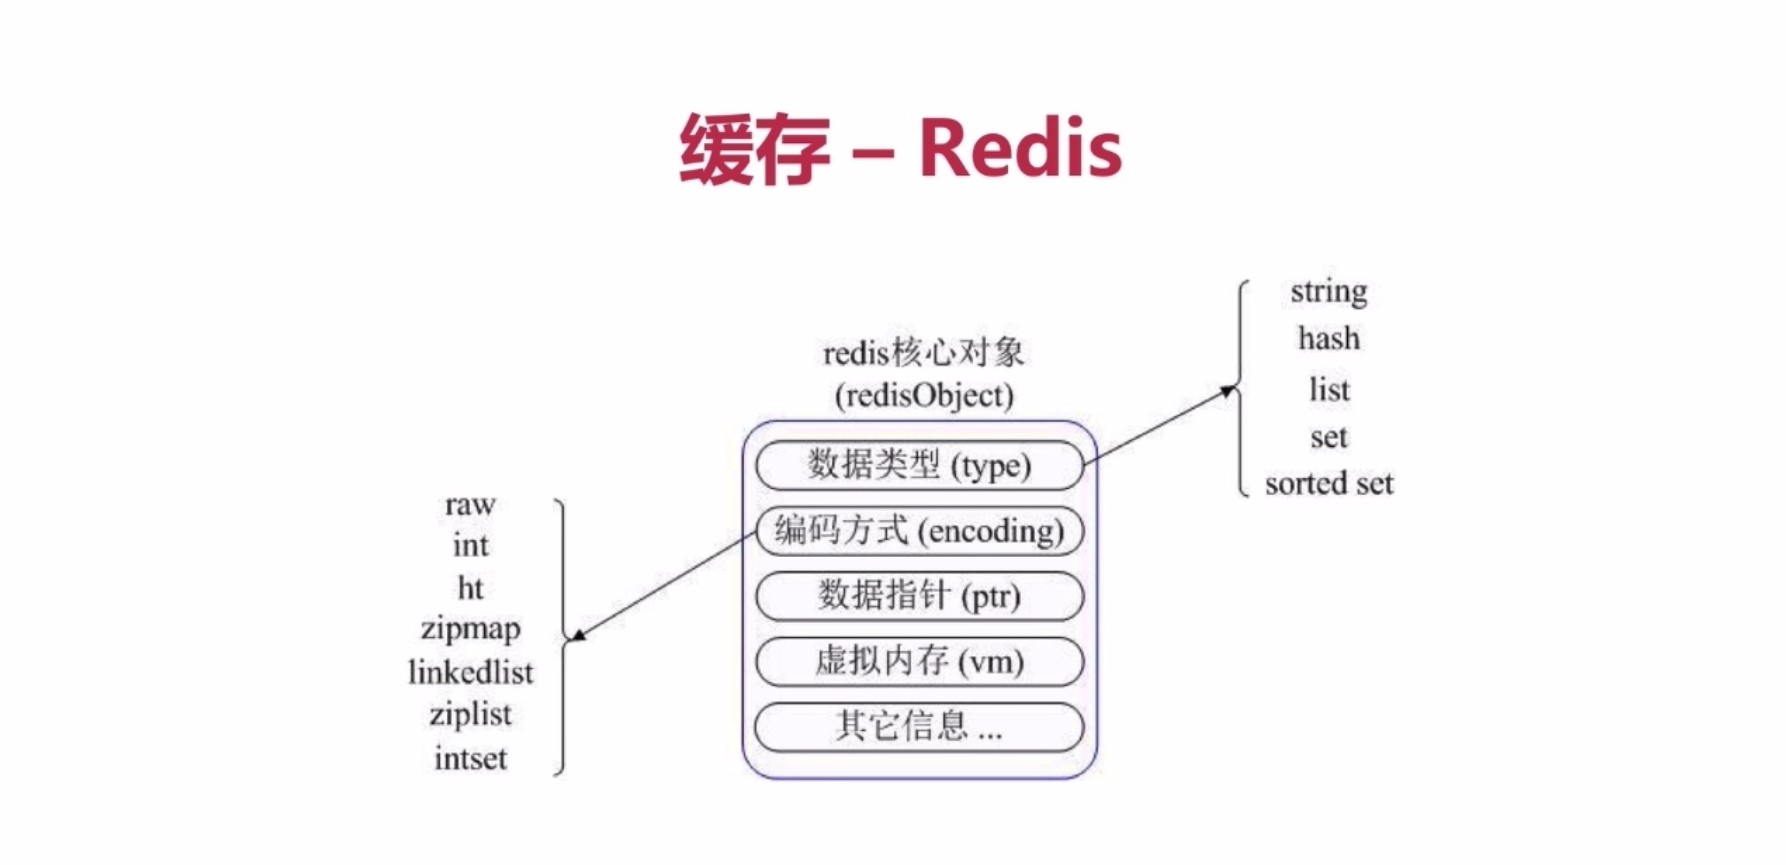 缓存 – Redis
redis核心对象
(redisObject)
数据类型 (type)
编码方式 (encoding)
数据指针 (ptr)
虚拟内存 (vm)
其它信息 ...
string
hash
list
set
sorted set
raw
int
ht
zipmap
linkedlist
ziplist
intset